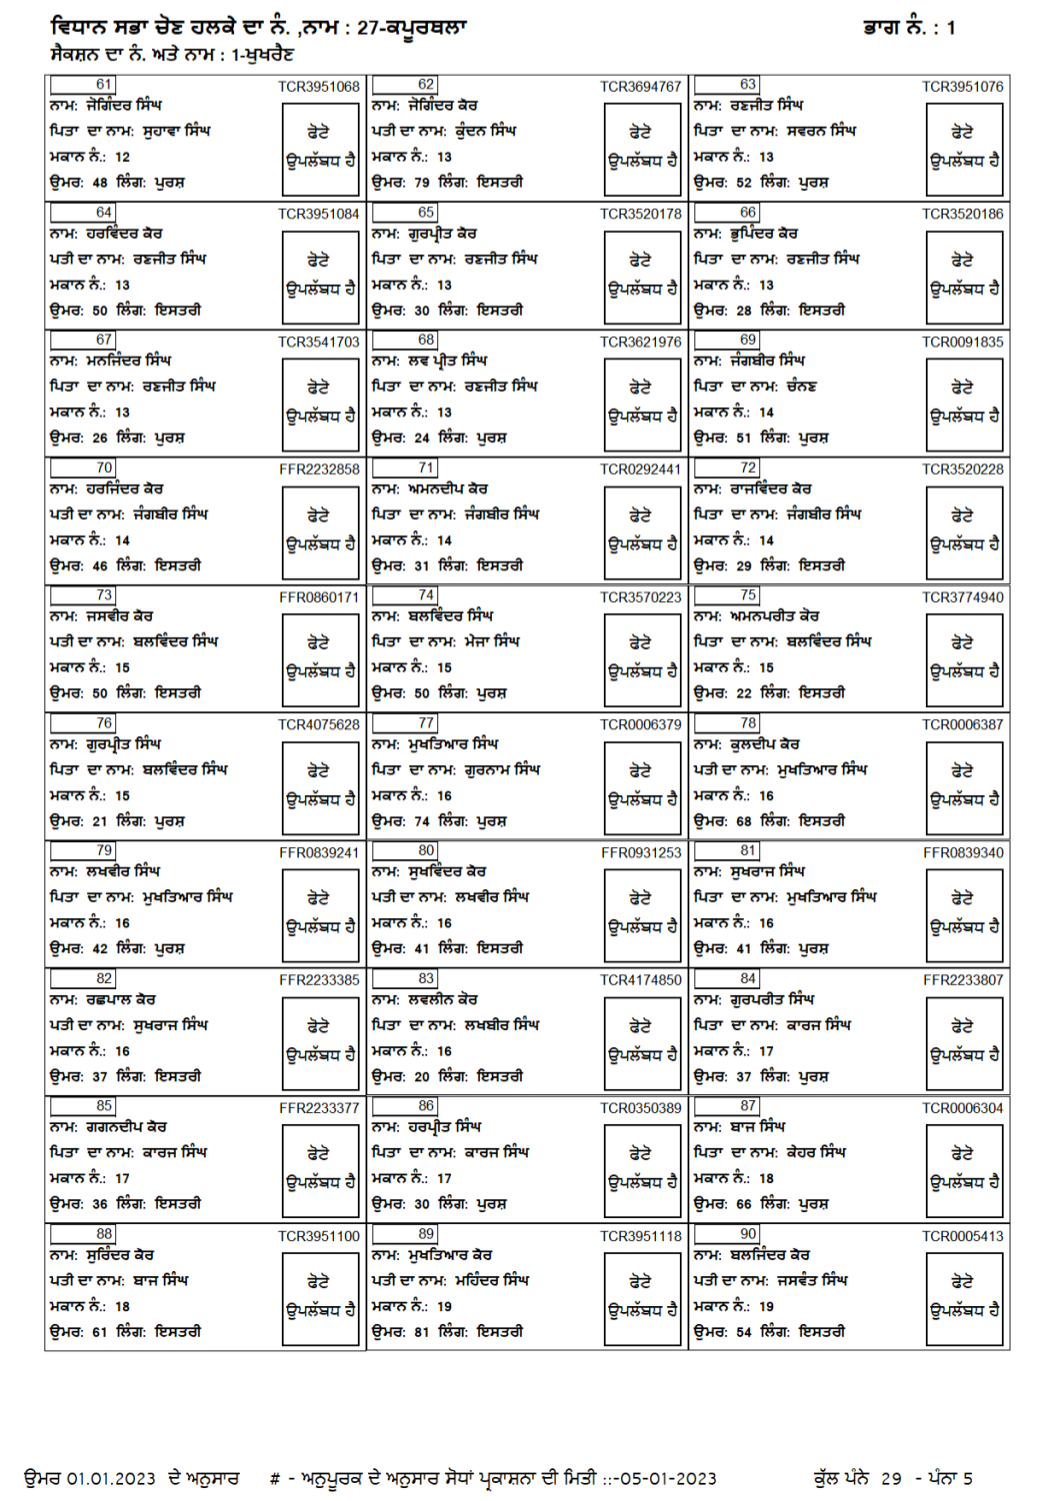 ਵਿਧਾਨ ਸਭਾ ਚੋਣ ਹਲਕੇ ਦਾ ਨੰ. ,ਨਾਮ : 27-ਕਪੂਰਥਲਾ ਭਾਗ ਨੰ. : 1
ਸੈਕਸ਼ਨ ਦਾ ਨੰ. ਅਤੇ ਨਾਮ : 1-ਖੁਖਰੈਣ
61 TCR3951068 62 TCR3694767 63 TCR3951076
ਨਾਮ: ਜੋਗਿੰਦਰ ਸਿੰਘ ਨਾਮ: ਜੋਗਿੰਦਰ ਕੋਰ ਨਾਮ: ਰਣਜੀਤ ਸਿੰਘ
ਪਿਤਾ ਦਾ ਨਾਮ: ਸੁਹਾਵਾ ਸਿੰਘ ਫੋਟੋ ਪਤੀ ਦਾ ਨਾਮ: ਕੁੰਦਨ ਸਿੰਘ ਫੋਟੋ ਪਿਤਾ ਦਾ ਨਾਮ: ਸਵਰਨ ਸਿੰਘ ਫੋਟੋ
ਮਕਾਨ ਨੰ.: 12 ਉਪਲੱਬਧ ਹੈ ਮਕਾਨ ਨੰ.: 13 ਉਪਲੱਬਧ ਹੈ ਮਕਾਨ ਨੰ.: 13 ਉਪਲੱਬਧ ਹੈ
ਉਮਰ: 48 ਲਿੰਗ: ਪੁਰਸ਼ ਉਮਰ: 79 ਲਿੰਗ: ਇਸਤਰੀ ਉਮਰ: 52 ਲਿੰਗ: ਪੁਰਸ਼
64 TCR3951084 65 TCR3520178 66 TCR3520186
ਨਾਮ: ਹਰਵਿੰਦਰ ਕੋਰ ਨਾਮ: ਗੁਰਪ੍ਰੀਤ ਕੋਰ ਨਾਮ: ਭੁਪਿੰਦਰ ਕੋਰ
ਪਤੀ ਦਾ ਨਾਮ: ਰਣਜੀਤ ਸਿੰਘ ਫੋਟੋ ਪਿਤਾ ਦਾ ਨਾਮ: ਰਣਜੀਤ ਸਿੰਘ ਫੋਟੋ ਪਿਤਾ ਦਾ ਨਾਮ: ਰਣਜੀਤ ਸਿੰਘ ਫੋਟੋ
ਮਕਾਨ ਨੰ.: 13 ਉਪਲੱਬਧ ਹੈ ਮਕਾਨ ਨੰ.: 13 ਉਪਲੱਬਧ ਹੈ ਮਕਾਨ ਨੰ.: 13 ਉਪਲੱਬਧ ਹੈ
ਉਮਰ: 50 ਲਿੰਗ: ਇਸਤਰੀ ਉਮਰ: 30 ਲਿੰਗ: ਇਸਤਰੀ ਉਮਰ: 28 ਲਿੰਗ: ਇਸਤਰੀ
67 TCR3541703 68 TCR3621976 69 TCR0091835
ਨਾਮ: ਮਨਜਿੰਦਰ ਸਿੰਘ ਨਾਮ: ਲਵ ਪ੍ਰੀਤ ਸਿੰਘ ਨਾਮ: ਜੰਗਬੀਰ ਸਿੰਘ
ਪਿਤਾ ਦਾ ਨਾਮ: ਰਣਜੀਤ ਸਿੰਘ ਫੋਟੋ ਪਿਤਾ ਦਾ ਨਾਮ: ਰਣਜੀਤ ਸਿੰਘ ਫੋਟੋ ਪਿਤਾ ਦਾ ਨਾਮ: ਚੰਨਣ ਫੋਟੋ
ਮਕਾਨ ਨੰ.: 13 ਉਪਲੱਬਧ ਹੈ ਮਕਾਨ ਨੰ.: 13 ਉਪਲੱਬਧ ਹੈ ਮਕਾਨ ਨੰ.: 14 ਉਪਲੱਬਧ ਹੈ
ਉਮਰ: 26 ਲਿੰਗ: ਪੁਰਸ਼ ਉਮਰ: 24 ਲਿੰਗ: ਪੁਰਸ਼ ਉਮਰ: 51 ਲਿੰਗ: ਪੁਰਸ਼
70 FFR2232858 71 TCR0292441 72 TCR3520228
ਨਾਮ: ਹਰਜਿੰਦਰ ਕੋਰ ਨਾਮ: ਅਮਨਦੀਪ ਕੋਰ ਨਾਮ: ਰਾਜਵਿੰਦਰ ਕੋਰ
ਪਤੀ ਦਾ ਨਾਮ: ਜੰਗਬੀਰ ਸਿੰਘ ਫੋਟੋ ਪਿਤਾ ਦਾ ਨਾਮ: ਜੰਗਬੀਰ ਸਿੰਘ ਫੋਟੋ ਪਿਤਾ ਦਾ ਨਾਮ: ਜੰਗਬੀਰ ਸਿੰਘ ਫੋਟੋ
ਮਕਾਨ ਨੰ.: 14 ਉਪਲੱਬਧ ਹੈ ਮਕਾਨ ਨੰ.: 14 ਉਪਲੱਬਧ ਹੈ ਮਕਾਨ ਨੰ.: 14 ਉਪਲੱਬਧ ਹੈ
ਉਮਰ: 46 ਲਿੰਗ: ਇਸਤਰੀ ਉਮਰ: 31 ਲਿੰਗ: ਇਸਤਰੀ ਉਮਰ: 29 ਲਿੰਗ: ਇਸਤਰੀ
73 FFR0860171 74 TCR3570223 75 TCR3774940
ਨਾਮ: ਜਸਵੀਰ ਕੋਰ ਨਾਮ: ਬਲਵਿੰਦਰ ਸਿੰਘ ਨਾਮ: ਅਮਨਪਰੀਤ ਕੋਰ
ਪਤੀ ਦਾ ਨਾਮ: ਬਲਵਿੰਦਰ ਸਿੰਘ ਫੋਟੋ ਪਿਤਾ ਦਾ ਨਾਮ: ਮੇਜਾ ਸਿੰਘ ਫੋਟੋ ਪਿਤਾ ਦਾ ਨਾਮ: ਬਲਵਿੰਦਰ ਸਿੰਘ ਫੋਟੋ
ਮਕਾਨ ਨੰ.: 15 ਉਪਲੱਬਧ ਹੈ ਮਕਾਨ ਨੰ.: 15 ਉਪਲੱਬਧ ਹੈ ਮਕਾਨ ਨੰ.: 15 ਉਪਲੱਬਧ ਹੈ
ਉਮਰ: 50 ਲਿੰਗ: ਇਸਤਰੀ ਉਮਰ: 50 ਲਿੰਗ: ਪੁਰਸ਼ ਉਮਰ: 22 ਲਿੰਗ: ਇਸਤਰੀ
76 TCR4075628 77 TCR0006379 78 TCR0006387
ਨਾਮ: ਗੁਰਪ੍ਰੀਤ ਸਿੰਘ ਨਾਮ: ਮੁਖਤਿਆਰ ਸਿੰਘ ਨਾਮ: ਕੁਲਦੀਪ ਕੋਰ
ਪਿਤਾ ਦਾ ਨਾਮ: ਬਲਵਿੰਦਰ ਸਿੰਘ ਫੋਟੋ ਪਿਤਾ ਦਾ ਨਾਮ: ਗੁਰਨਾਮ ਸਿੰਘ ਫੋਟੋ ਪਤੀ ਦਾ ਨਾਮ: ਮੁਖਤਿਆਰ ਸਿੰਘ ਫੋਟੋ
ਮਕਾਨ ਨੰ.: 15 ਉਪਲੱਬਧ ਹੈ ਮਕਾਨ ਨੰ.: 16 ਉਪਲੱਬਧ ਹੈ ਮਕਾਨ ਨੰ.: 16 ਉਪਲੱਬਧ ਹੈ
ਉਮਰ: 21 ਲਿੰਗ: ਪੁਰਸ਼ ਉਮਰ: 74 ਲਿੰਗ: ਪੁਰਸ਼ ਉਮਰ: 68 ਲਿੰਗ: ਇਸਤਰੀ
79 FFR0839241 80 FFR0931253 81 FFR0839340
ਨਾਮ: ਲਖਵੀਰ ਸਿੰਘ ਨਾਮ: ਸੁਖਵਿੰਦਰ ਕੋਰ ਨਾਮ: ਸੁਖਰਾਜ ਸਿੰਘ
ਪਿਤਾ ਦਾ ਨਾਮ: ਮੁਖਤਿਆਰ ਸਿੰਘ ਫੋਟੋ ਪਤੀ ਦਾ ਨਾਮ: ਲਖਵੀਰ ਸਿੰਘ ਫੋਟੋ ਪਿਤਾ ਦਾ ਨਾਮ: ਮੁਖਤਿਆਰ ਸਿੰਘ ਫੋਟੋ
ਮਕਾਨ ਨੰ.: 16 ਉਪਲੱਬਧ ਹੈ ਮਕਾਨ ਨੰ.: 16 ਉਪਲੱਬਧ ਹੈ ਮਕਾਨ ਨੰ.: 16 ਉਪਲੱਬਧ ਹੈ
ਉਮਰ: 42 ਲਿੰਗ: ਪੁਰਸ਼ ਉਮਰ: 41 ਲਿੰਗ: ਇਸਤਰੀ ਉਮਰ: 41 ਲਿੰਗ: ਪੁਰਸ਼
82 FFR2233385 83 TCR4174850 84 FFR2233807
ਨਾਮ: ਰਛਪਾਲ ਕੋਰ ਨਾਮ: ਲਵਲੀਨ ਕੋਰ ਨਾਮ: ਗੁਰਪਰੀਤ ਸਿੰਘ
ਪਤੀ ਦਾ ਨਾਮ: ਸੁਖਰਾਜ ਸਿੰਘ ਫੋਟੋ ਪਿਤਾ ਦਾ ਨਾਮ: ਲਖਬੀਰ ਸਿੰਘ ਫੋਟੋ ਪਿਤਾ ਦਾ ਨਾਮ: ਕਾਰਜ ਸਿੰਘ ਫੋਟੋ
ਮਕਾਨ ਨੰ.: 16 ਉਪਲੱਬਧ ਹੈ ਮਕਾਨ ਨੰ.: 16 ਉਪਲੱਬਧ ਹੈ ਮਕਾਨ ਨੰ.: 17 ਉਪਲੱਬਧ ਹੈ
ਉਮਰ: 37 ਲਿੰਗ: ਇਸਤਰੀ ਉਮਰ: 20 ਲਿੰਗ: ਇਸਤਰੀ ਉਮਰ: 37 ਲਿੰਗ: ਪੁਰਸ਼
85 FFR2233377 86 TCR0350389 87 TCR0006304
ਨਾਮ: ਗਗਨਦੀਪ ਕੋਰ ਨਾਮ: ਹਰਪ੍ਰੀਤ ਸਿੰਘ ਨਾਮ: ਬਾਜ ਸਿੰਘ
ਪਿਤਾ ਦਾ ਨਾਮ: ਕਾਰਜ ਸਿੰਘ ਫੋਟੋ ਪਿਤਾ ਦਾ ਨਾਮ: ਕਾਰਜ ਸਿੰਘ ਫੋਟੋ ਪਿਤਾ ਦਾ ਨਾਮ: ਕੇਹਰ ਸਿੰਘ ਫੋਟੋ
ਮਕਾਨ ਨੰ.: 17 ਉਪਲੱਬਧ ਹੈ ਮਕਾਨ ਨੰ.: 17 ਉਪਲੱਬਧ ਹੈ ਮਕਾਨ ਨੰ.: 18 ਉਪਲੱਬਧ ਹੈ
ਉਮਰ: 36 ਲਿੰਗ: ਇਸਤਰੀ ਉਮਰ: 30 ਲਿੰਗ: ਪੁਰਸ਼ ਉਮਰ: 66 ਲਿੰਗ: ਪੁਰਸ਼
88 TCR3951100 89 TCR3951118 90 TCR0005413
ਨਾਮ: ਸੁਰਿੰਦਰ ਕੋਰ ਨਾਮ: ਮੁਖਤਿਆਰ ਕੋਰ ਨਾਮ: ਬਲਜਿੰਦਰ ਕੋਰ
ਪਤੀ ਦਾ ਨਾਮ: ਬਾਜ ਸਿੰਘ ਫੋਟੋ ਪਤੀ ਦਾ ਨਾਮ: ਮਹਿੰਦਰ ਸਿੰਘ ਫੋਟੋ ਪਤੀ ਦਾ ਨਾਮ: ਜਸਵੰਤ ਸਿੰਘ ਫੋਟੋ
ਮਕਾਨ ਨੰ.: 18 ਉਪਲੱਬਧ ਹੈ ਮਕਾਨ ਨੰ.: 19 ਉਪਲੱਬਧ ਹੈ ਮਕਾਨ ਨੰ.: 19 ਉਪਲੱਬਧ ਹੈ
ਉਮਰ: 61 ਲਿੰਗ: ਇਸਤਰੀ ਉਮਰ: 81 ਲਿੰਗ: ਇਸਤਰੀ ਉਮਰ: 54 ਲਿੰਗ: ਇਸਤਰੀ
ਉਮਰ 01.01.2023 ਦੇ ਅਨੁਸਾਰ # - ਅਨੁਪੂਰਕ ਦੇ ਅਨੁਸਾਰ ਸੋਧਾਂ ਪ੍ਰਕਾਸ਼ਨਾ ਦੀ ਮਿਤੀ ::-05-01-2023 ਕੁੱਲ ਪੰਨੇ 29 - ਪੰਨਾ 5